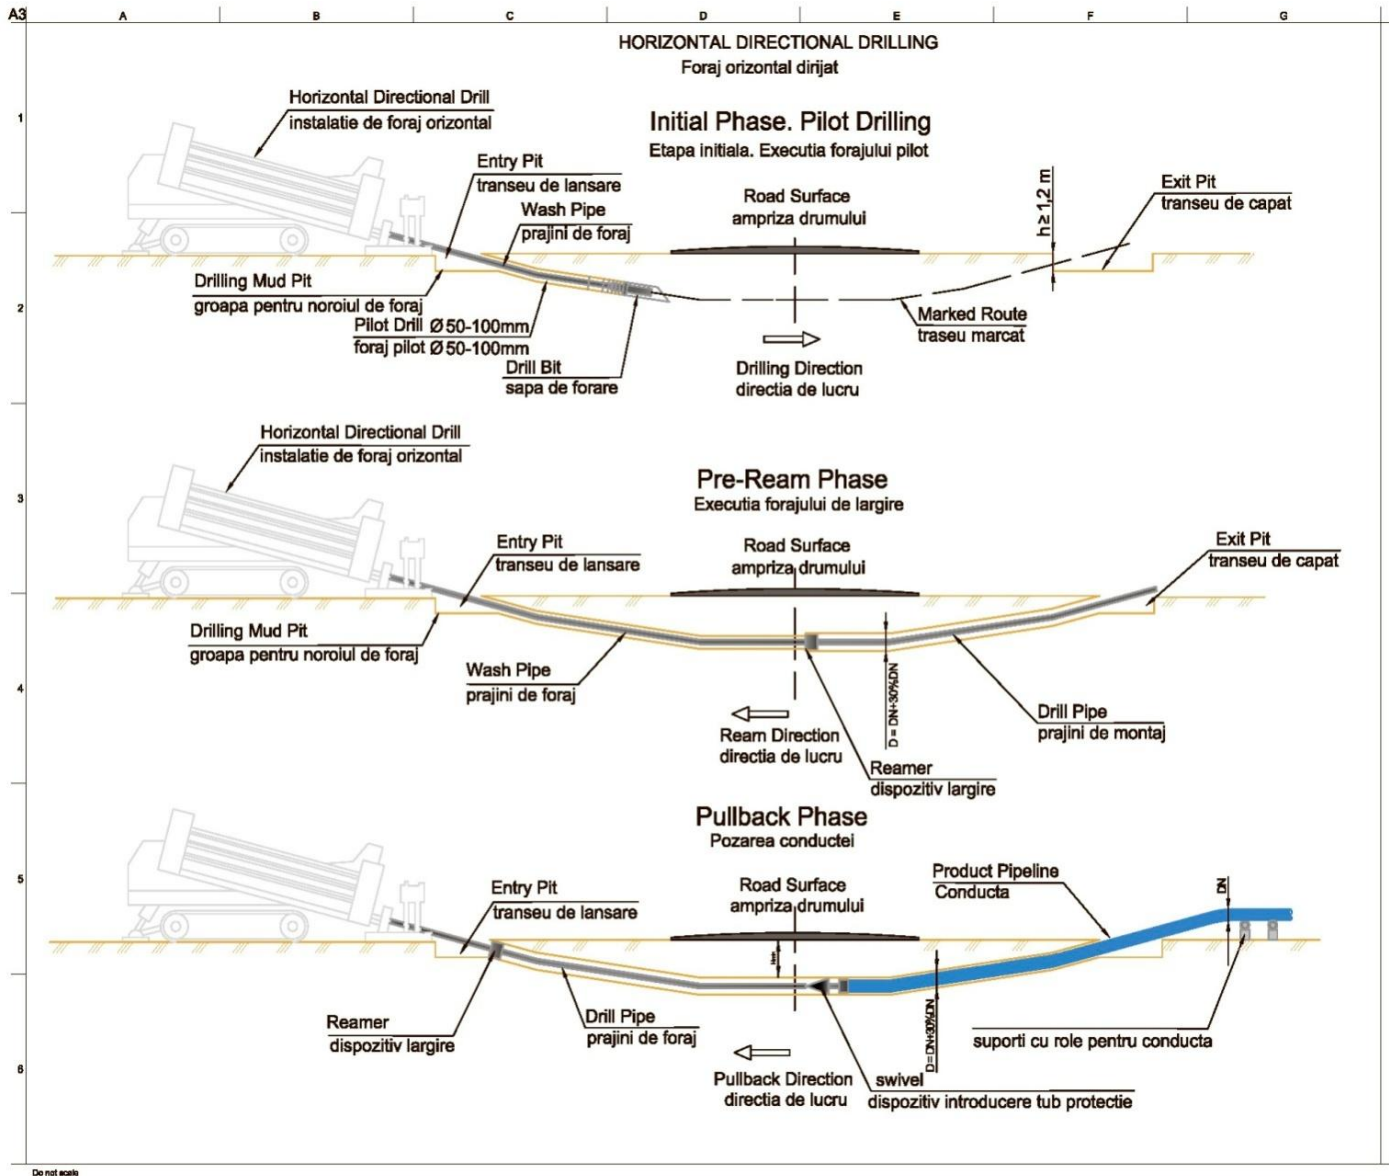 A3
A B C D E F G
HORIZONTAL DIRECTIONAL DRILLING
Foraj orizontal dirijat
1
Horizontal Directional Drill
instalatie de foraj orizontal
Initial Phase. Pilot Drilling
Etapa initiala. Executia forajului pilot
Entry Pit
transeu de lansare
Wash Pipe
prajini de foraj
Road Surface
ampriza drumului
h ≥ 1,2 m
Exit Pit
transeu de capat
Drilling Mud Pit
groapa pentru noroiul de foraj
2
Pilot Drill Ø 50-100mm
foraj pilot Ø 50-100mm
Drill Bit
sapa de forare
Marked Route
traseu marcat
Drilling Direction
directia de lucru
Horizontal Directional Drill
instalatie de foraj orizontal
3
Pre-Ream Phase
Executia forajului de largire
Entry Pit
transeu de lansare
Road Surface
ampriza drumului
Exit Pit
transeu de capat
Drilling Mud Pit
groapa pentru noroiul de foraj
Wash Pipe
prajini de foraj
4
D = DN+30%DN
Ream Direction
directia de lucru
Drill Pipe
prajini de montaj
Reamer
dispozitiv largire
Pullback Phase
Pozarea conductei
5
Entry Pit
transeu de lansare
Road Surface
ampriza drumului
Product Pipeline
Conducta
DN
Reamer
dispozitiv largire
Drill Pipe
prajini de foraj
D=DN+30%DN
suporti cu role pentru conducta
6
Pullback Direction
directia de lucru
swivel
dispozitiv introducere tub protectie
Do not scale